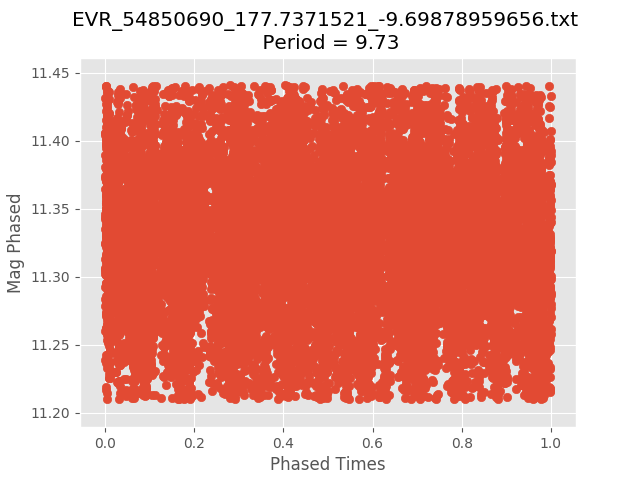 EVR_54850690_177.7371521_-9.69878959656.txt
Period = 9.73
11.45
11.40
11.35
11.30
11.25
11.20
Mag Phased
0.0 0.2 0.4 0.6 0.8 1.0
Phased Times